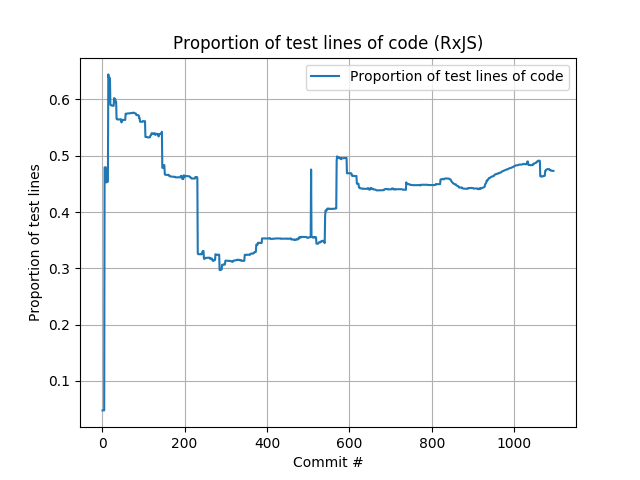 Proportion of test lines of code (RxJS)
Proportion of test lines of code
0.6
0.5
0.4
0.3
0.2
0.1
Proportion of test lines
0 200 400 600 800 1000
Commit #